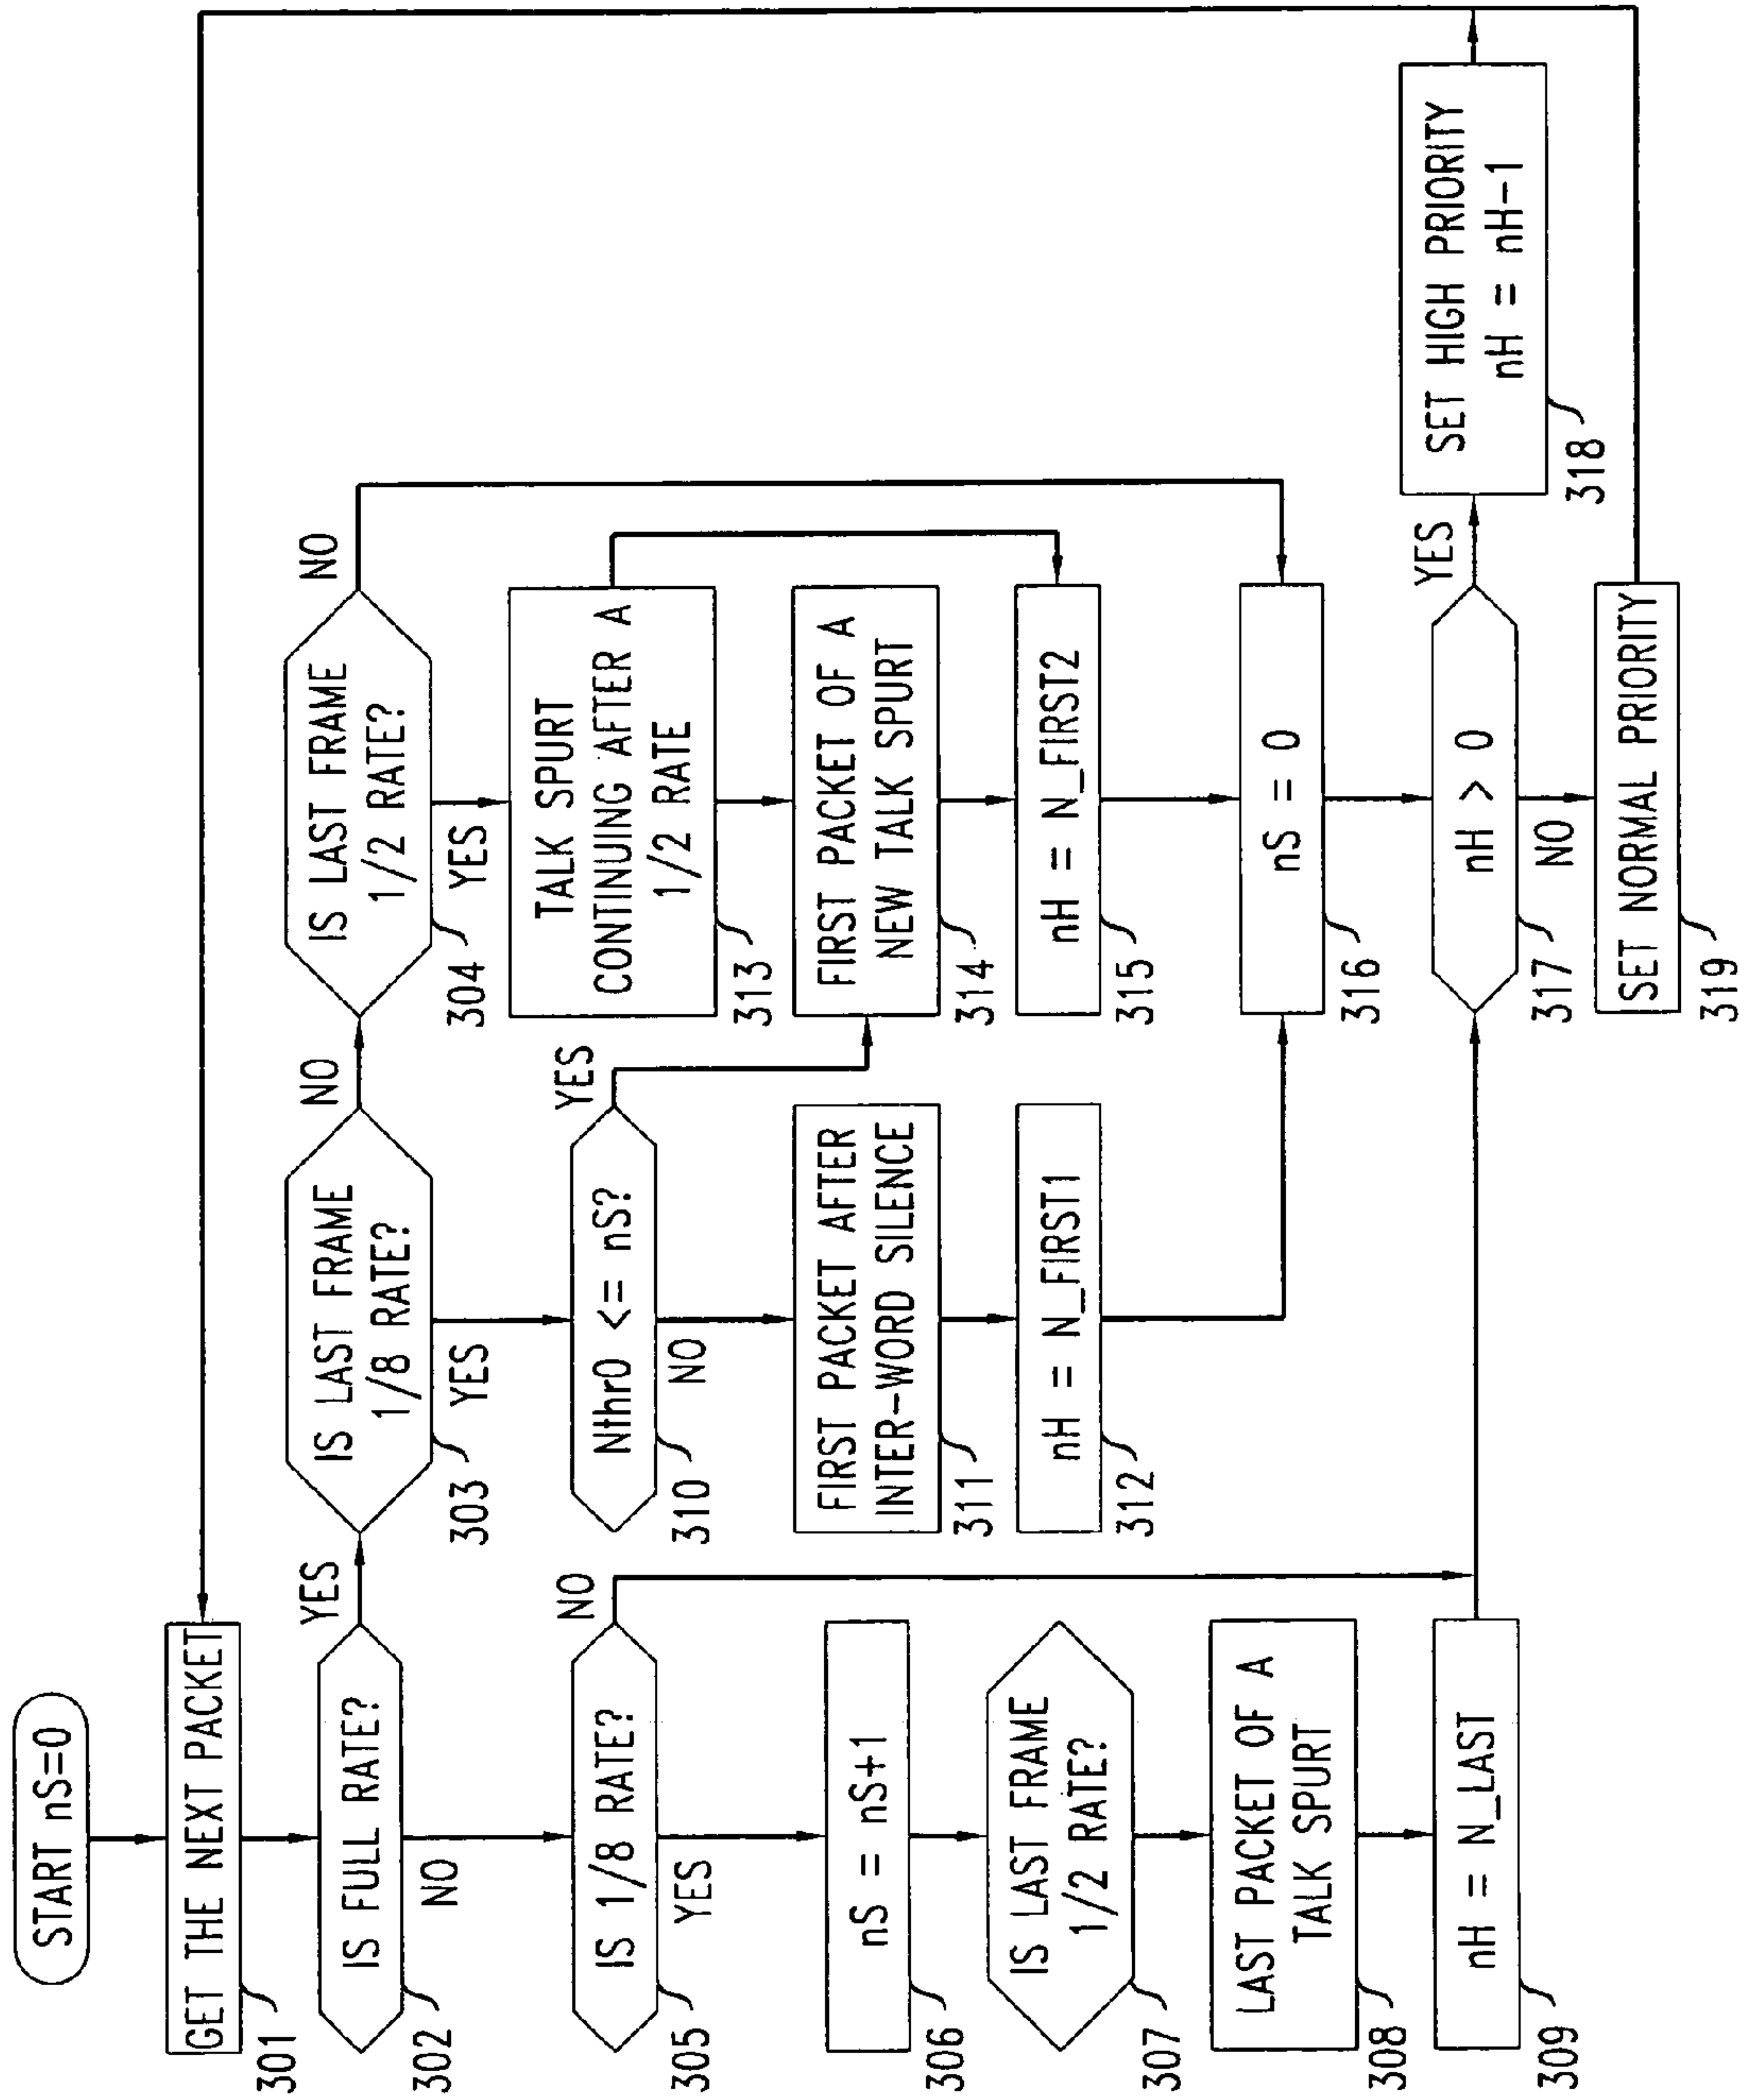 START nS=0
GET THE NEXT PACKET
301
IS FULL RATE?
302
YES
NO
IS LAST FRAME
1/8 RATE?
303
YES
NO
IS LAST FRAME
1/2 RATE?
304
YES
NO
IS 1/8 RATE?
305
YES
NO
nS = nS+1
306
IS LAST FRAME
1/2 RATE?
307
LAST PACKET OF A
TALK SPURT
308
nH = N_LAST
309
Nthr0 <= nS?
310
YES
NO
FIRST PACKET AFTER
INTER-WORD SILENCE
311
nH = N_FIRST1
312
TALK SPURT
CONTINUING AFTER A
1/2 RATE
313
FIRST PACKET OF A
NEW TALK SPURT
314
nH = N_FIRST2
315
nS = 0
316
nH > 0
317
YES
NO
SET HIGH PRIORITY
nH = nH-1
318
SET NORMAL PRIORITY
319